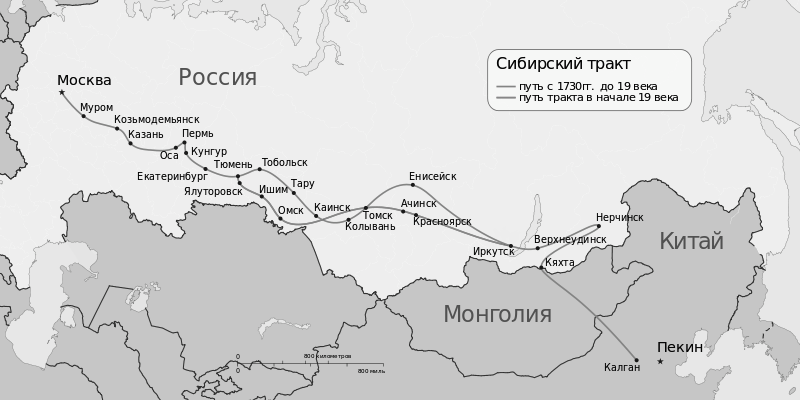 Сибирский тракт
путь с 1730гг. до 19 века
путь тракта в начале 19 века
Россия
Москва
Муром
Козьмодемьянск
Казань
Пермь
Оса
Кунгур
Екатеринбург
Тюмень
Тобольск
Ялуторовск
Ишим
Тару
Омск
Каинск
Колывань
Томск
Енисейск
Ачинск
Красноярск
Иркутск
Верхнеудинск
Нерчинск
Кяхта
Китай
Монголия
Пекин
Калган
0
800 километров
0
800 миль